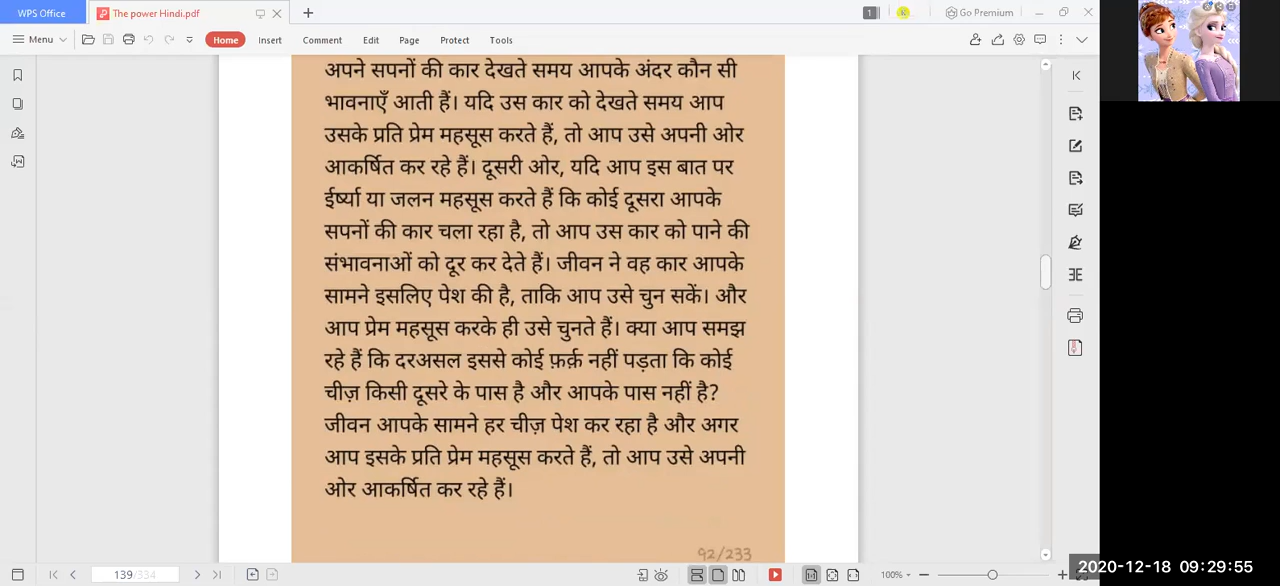 WPS Office
The power Hindi.pdf
1
K
Go Premium
Menu
Home
Insert
Comment
Edit
Page
Protect
Tools
अपने सपनों की कार देखते समय आपके अंदर कौन सी
भावनाएँ आती हैं। यदि उस कार को देखते समय आप
उसके प्रति प्रेम महसूस करते हैं, तो आप उसे अपनी ओर
आकर्षित कर रहे हैं। दूसरी ओर, यदि आप इस बात पर
ईर्ष्या या जलन महसूस करते हैं कि कोई दूसरा आपके
सपनों की कार चला रहा है, तो आप उस कार को पाने की
संभावनाओं को दूर कर देते हैं। जीवन ने वह कार आपके
सामने इसलिए पेश की है, ताकि आप उसे चुन सकें। और
आप प्रेम महसूस करके ही उसे चुनते हैं। क्या आप समझ
रहे हैं कि दरअसल इससे कोई फ़र्क़ नहीं पड़ता कि कोई
चीज़ किसी दूसरे के पास है और आपके पास नहीं है?
जीवन आपके सामने हर चीज़ पेश कर रहा है और अगर
आप इसके प्रति प्रेम महसूस करते हैं, तो आप उसे अपनी
ओर आकर्षित कर रहे हैं।
92/233
139/334
100%
2020-12-18 09:29:55